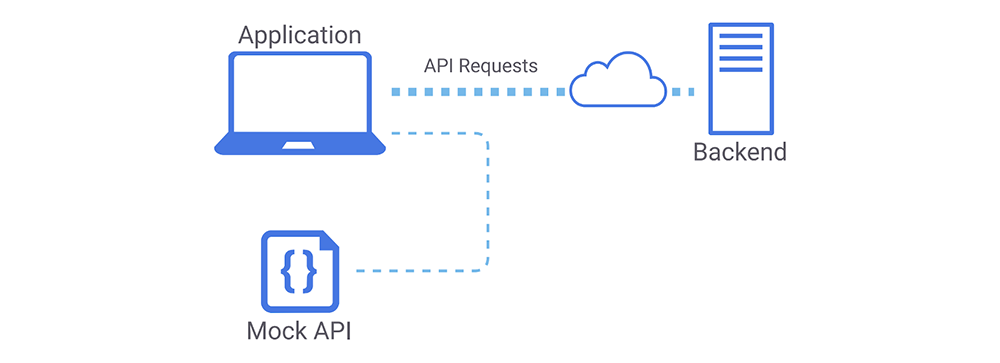 Application
API Requests
Backend
{}
Mock API